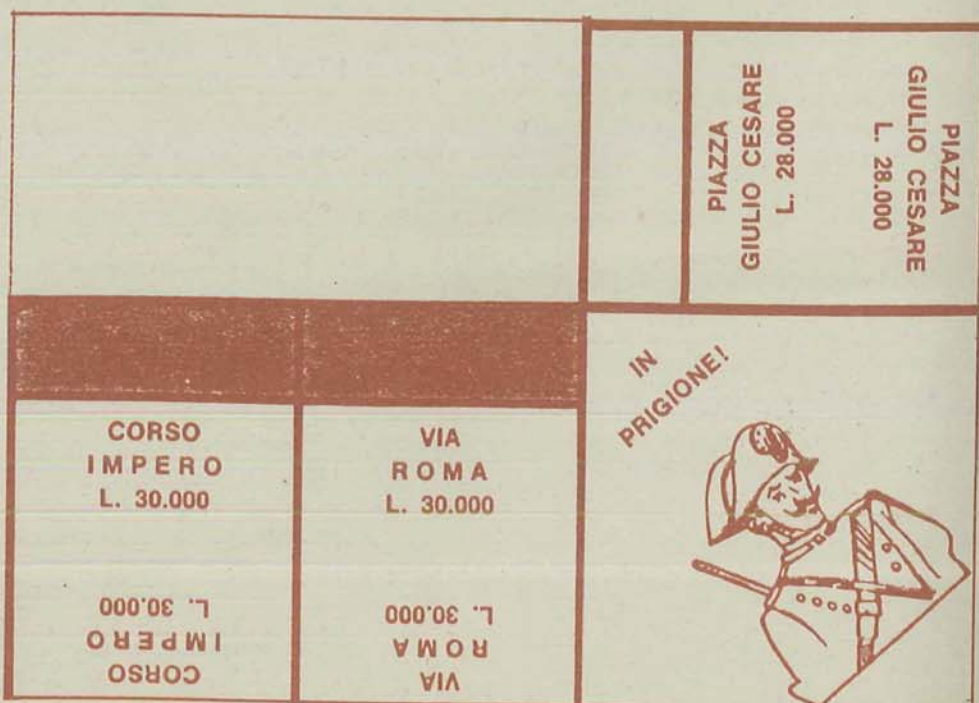 PIAZZA
GIULIO CESARE
L. 28.000
PIAZZA
GIULIO CESARE
L. 28.000
IN
PRIGIONE!
CORSO
IMPERO
L. 30.000
VIA
ROMA
L. 30.000
CORSO
IMPERO
L. 30.000
VIA
ROMA
L. 30.000